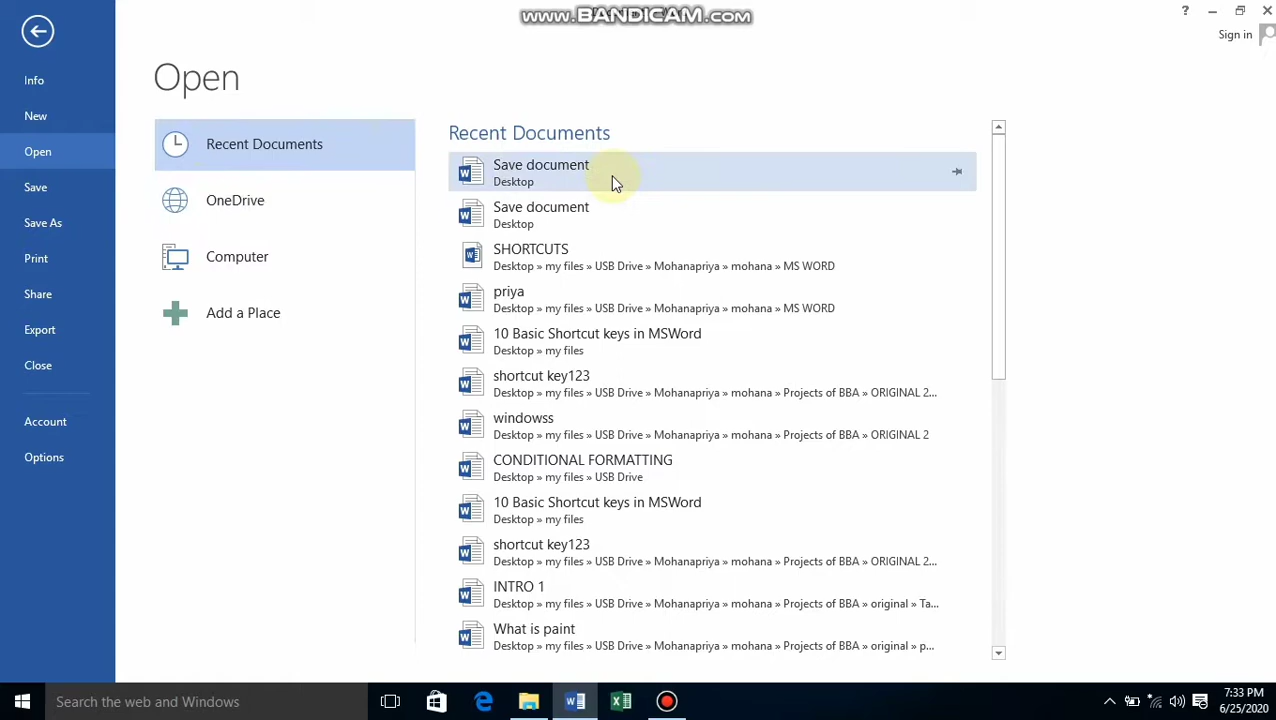 www.BANDICAM.com
?
Sign in
Info
New
Open
Save
Save As
Print
Share
Export
Close
Account
Options
Open
Recent Documents
OneDrive
Computer
Add a Place
Recent Documents
Save document
Desktop
Save document
Desktop
SHORTCUTS
Desktop » my files » USB Drive » Mohanapriya » mohana » MS WORD
priya
Desktop » my files » USB Drive » Mohanapriya » mohana » MS WORD
10 Basic Shortcut keys in MSWord
Desktop » my files
shortcut key123
Desktop » my files » USB Drive » Mohanapriya » mohana » Projects of BBA » ORIGINAL 2...
windowss
Desktop » my files » USB Drive » Mohanapriya » mohana » Projects of BBA » ORIGINAL 2
CONDITIONAL FORMATTING
Desktop » my files » USB Drive
10 Basic Shortcut keys in MSWord
Desktop » my files
shortcut key123
Desktop » my files » USB Drive » Mohanapriya » mohana » Projects of BBA » ORIGINAL 2...
INTRO 1
Desktop » my files » USB Drive » Mohanapriya » mohana » Projects of BBA » original » Ta...
What is paint
Desktop » my files » USB Drive » Mohanapriya » mohana » Projects of BBA » original » p...
Search the web and Windows
7:33 PM
6/25/2020